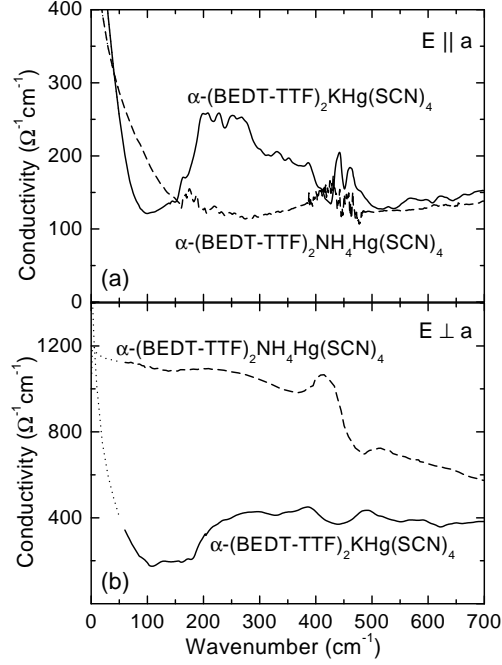 400
E || a
α-(BEDT-TTF)₂KHg(SCN)₄
300
200
100
α-(BEDT-TTF)₂NH₄Hg(SCN)₄
(a)
0
Conductivity (Ω⁻¹cm⁻¹)
E ⊥ a
α-(BEDT-TTF)₂NH₄Hg(SCN)₄
1200
800
400
α-(BEDT-TTF)₂KHg(SCN)₄
(b)
0
Conductivity (Ω⁻¹cm⁻¹)
0 100 200 300 400 500 600 700
Wavenumber (cm⁻¹)